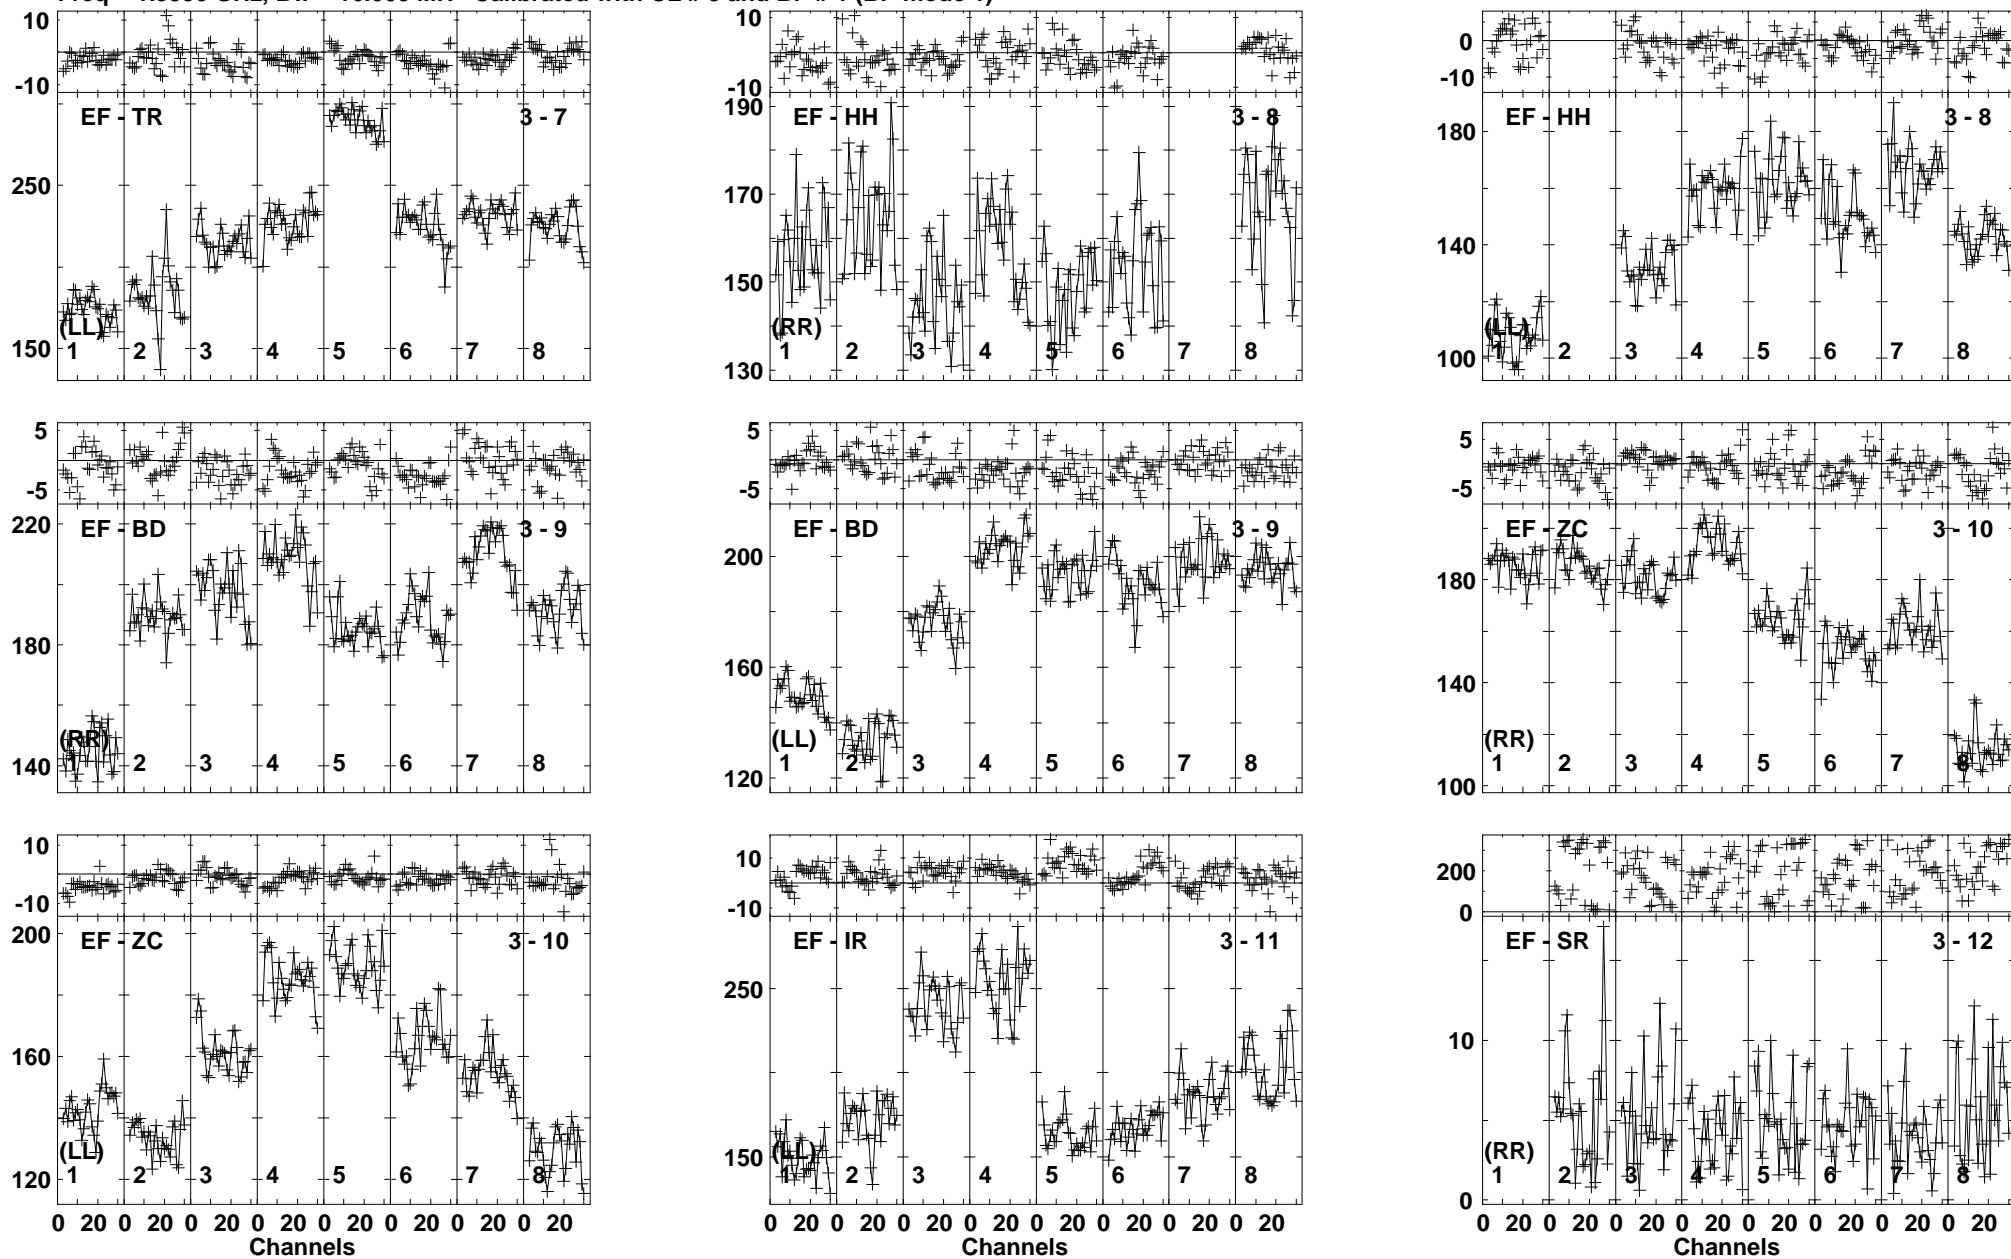 10 10
0
-10 -10 -10
EF - TR 3 - 7 190 EF - HH 3 - 8 EF - HH 3 - 8
180
250 170
150 140
(LL) (RR) (LL)
150 1 2 3 4 5 6 7 8 130 1 2 3 4 5 6 7 8 100 1 2 3 4 5 6 7 8
5 5 5
-5 -5 -5
220 EF - BD 3 - 9 EF - BD 3 - 9 EF - ZC 3 - 10
200 180
180 160 140
(RR) (LL) (RR)
140 1 2 3 4 5 6 7 8 120 1 2 3 4 5 6 7 8 100 1 2 3 4 5 6 7 8
10 10 200
-10 -10 0
200 EF - ZC 3 - 10 EF - IR 3 - 11 EF - SR 3 - 12
250 10
160
(LL) (LL) (RR)
120 1 2 3 4 5 6 7 8 150 1 2 3 4 5 6 7 8 0 1 2 3 4 5 6 7 8
0 20 0 20 0 20 0 20 0 20 0 20 0 20 0 20 0 20 0 20 0 20 0 20 0 20 0 20 0 20 0 20 0 20 0 20 0 20 0 20 0 20 0 20 0 20 0 20
Channels Channels Channels